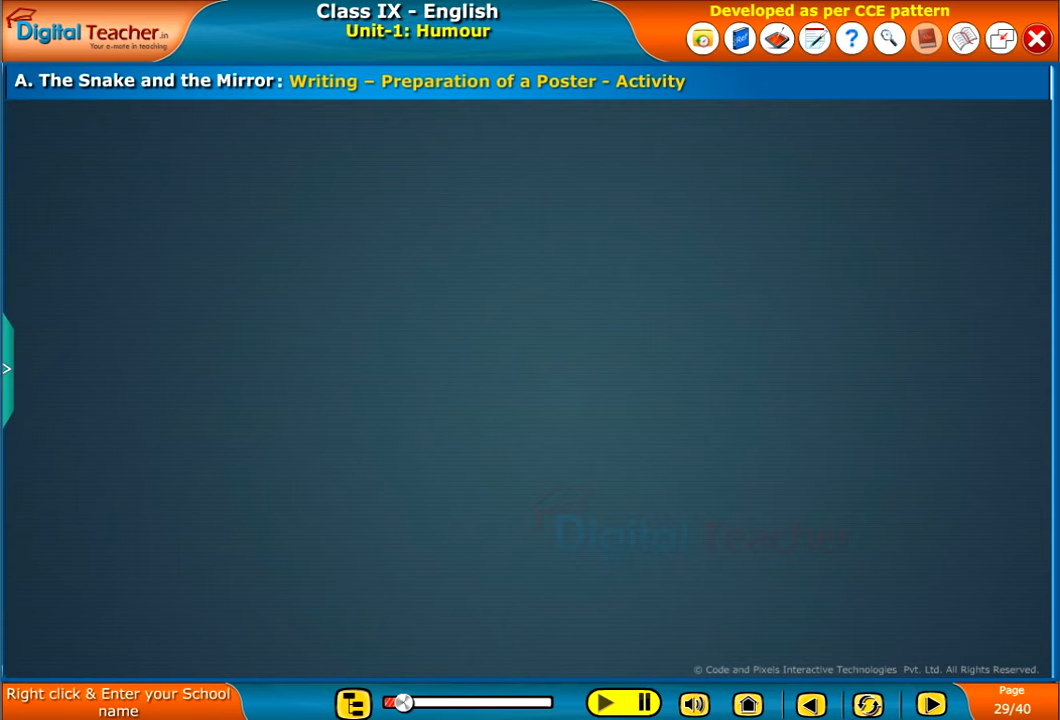 Digital Teacher.in
Your e-mate in teaching
Class IX - English
Unit-1: Humour
Developed as per CCE pattern
A. The Snake and the Mirror : Writing – Preparation of a Poster - Activity
>
Digital Teacher
© Code and Pixels Interactive Technologies Pvt. Ltd. All Rights Reserved.
Right click & Enter your School
name
Page
29/40